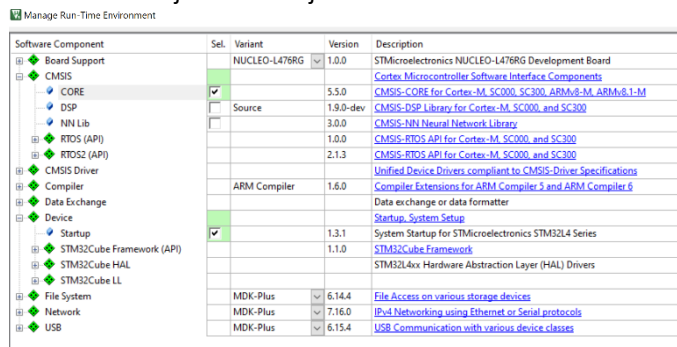 Manage Run-Time Environment
Software Component Sel. Variant Version Description
Board Support NUCLEO-L476RG 1.0.0 STMicroelectronics NUCLEO-L476RG Development Board
CMSIS Cortex Microcontroller Software Interface Components
CORE 5.5.0 CMSIS-CORE for Cortex-M, SC000, SC300, ARMv8-M, ARMv8.1-M
DSP Source 1.9.0-dev CMSIS-DSP Library for Cortex-M, SC000, and SC300
NN Lib 3.0.0 CMSIS-NN Neural Network Library
RTOS (API) 1.0.0 CMSIS-RTOS API for Cortex-M, SC000, and SC300
RTOS2 (API) 2.1.3 CMSIS-RTOS API for Cortex-M, SC000, and SC300
CMSIS Driver Unified Device Drivers compliant to CMSIS-Driver Specifications
Compiler ARM Compiler 1.6.0 Compiler Extensions for ARM Compiler 5 and ARM Compiler 6
Data Exchange Data exchange or data formatter
Device Startup, System Setup
Startup 1.3.1 System Startup for STMicroelectronics STM32L4 Series
STM32Cube Framework (API) 1.1.0 STM32Cube Framework
STM32Cube HAL STM32L4xx Hardware Abstraction Layer (HAL) Drivers
STM32Cube LL
File System MDK-Plus 6.14.4 File Access on various storage devices
Network MDK-Plus 7.16.0 IPv4 Networking using Ethernet or Serial protocols
USB MDK-Plus 6.15.4 USB Communication with various device classes